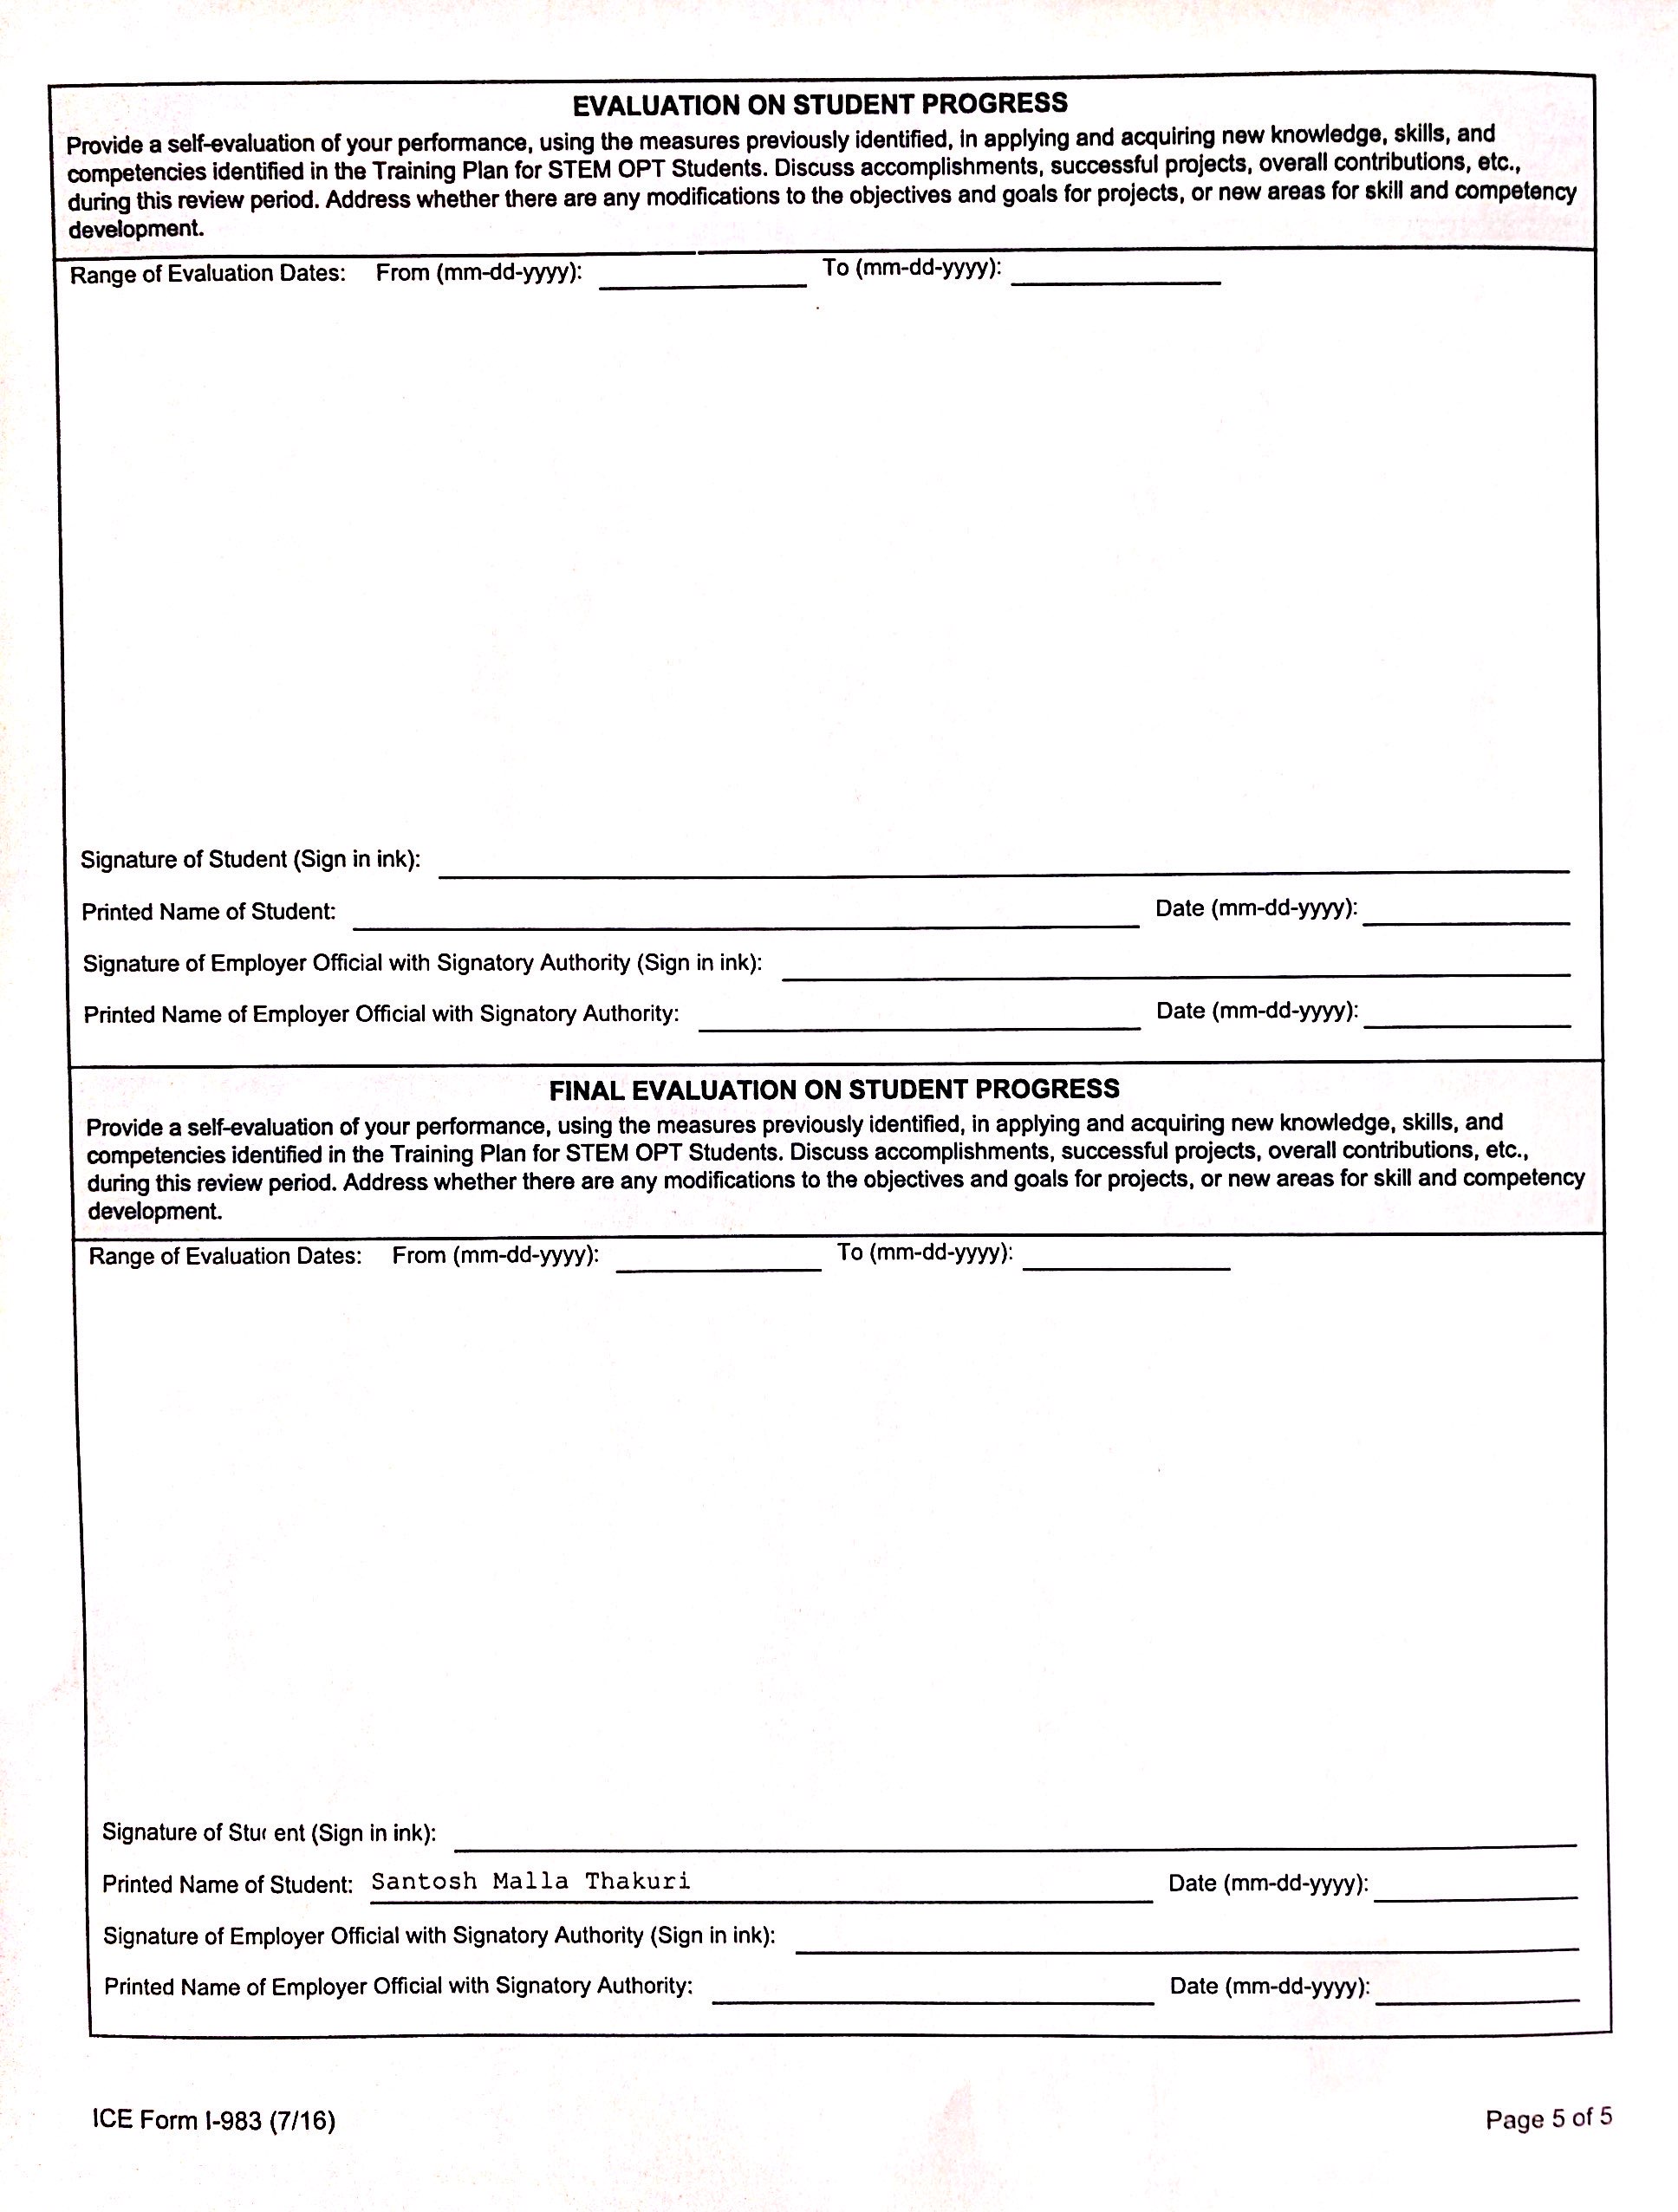 EVALUATION ON STUDENT PROGRESS
Provide a self-evaluation of your performance, using the measures previously identified, in applying and acquiring new knowledge, skills, and
competencies identified in the Training Plan for STEM OPT Students. Discuss accomplishments, successful projects, overall contributions, etc.,
during this review period. Address whether there are any modifications to the objectives and goals for projects, or new areas for skill and competency
development.
Range of Evaluation Dates: From (mm-dd-yyyy): To (mm-dd-yyyy):
Signature of Student (Sign in ink):
Printed Name of Student: Date (mm-dd-yyyy):
Signature of Employer Official with Signatory Authority (Sign in ink):
Printed Name of Employer Official with Signatory Authority: Date (mm-dd-yyyy):
FINAL EVALUATION ON STUDENT PROGRESS
Provide a self-evaluation of your performance, using the measures previously identified, in applying and acquiring new knowledge, skills, and
competencies identified in the Training Plan for STEM OPT Students. Discuss accomplishments, successful projects, overall contributions, etc.,
during this review period. Address whether there are any modifications to the objectives and goals for projects, or new areas for skill and competency
development.
Range of Evaluation Dates: From (mm-dd-yyyy): To (mm-dd-yyyy):
Signature of Student (Sign in ink):
Printed Name of Student: Santosh Malla Thakuri Date (mm-dd-yyyy):
Signature of Employer Official with Signatory Authority (Sign in ink):
Printed Name of Employer Official with Signatory Authority: Date (mm-dd-yyyy):
ICE Form I-983 (7/16) Page 5 of 5